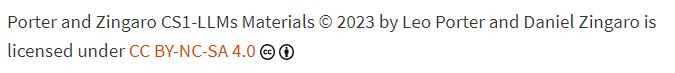 Porter and Zingaro CS1-LLMs Materials © 2023 by Leo Porter and Daniel Zingaro is
licensed under CC BY-NC-SA 4.0